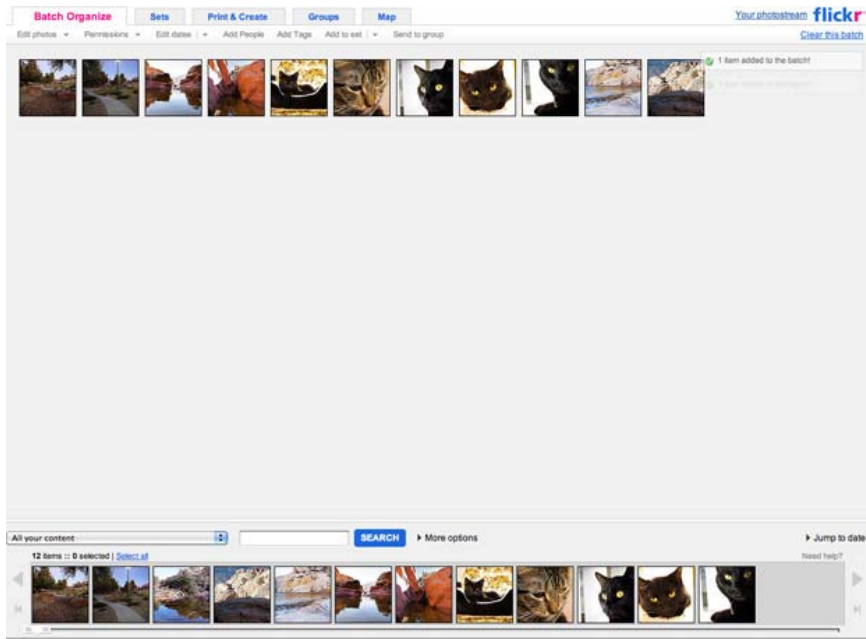 Batch Organize Sets Print & Create Groups Map Your photostream flickr
Edit photos Permissions Edit dates | Add People Add Tags Add to set | Send to group Clear this batch
1 item added to the batch!
All your content SEARCH More options Jump to date
12 items :: 0 selected | Select all Need help?